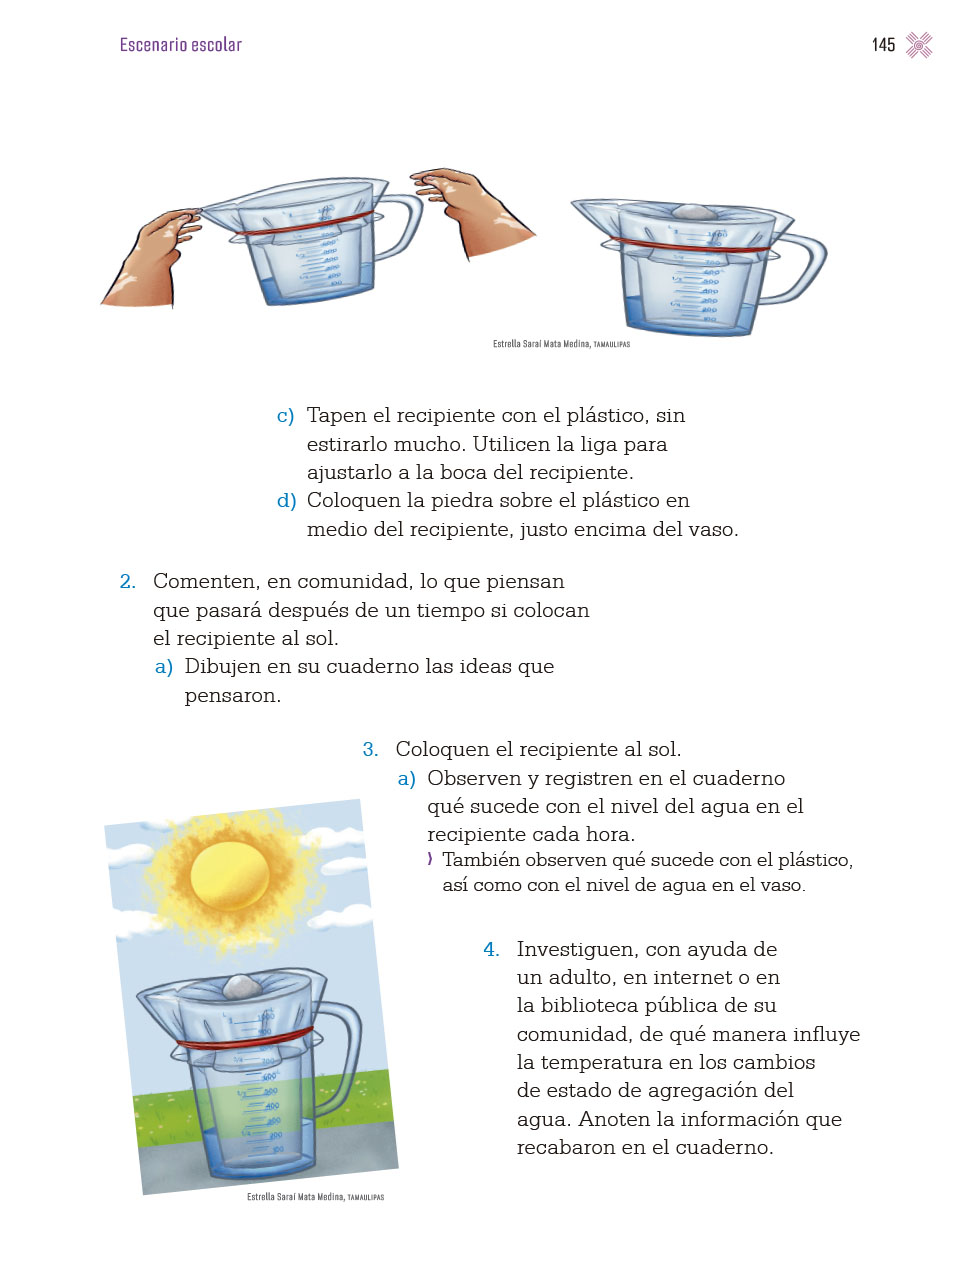 Escenario escolar
145
Estrella Saraí Mata Medina, TAMAULIPAS
c) Tapen el recipiente con el plástico, sin
estirarlo mucho. Utilicen la liga para
ajustarlo a la boca del recipiente.
d) Coloquen la piedra sobre el plástico en
medio del recipiente, justo encima del vaso.
2. Comenten, en comunidad, lo que piensan
que pasará después de un tiempo si colocan
el recipiente al sol.
a) Dibujen en su cuaderno las ideas que
pensaron.
3. Coloquen el recipiente al sol.
a) Observen y registren en el cuaderno
qué sucede con el nivel del agua en el
recipiente cada hora.
⟩ También observen qué sucede con el plástico,
así como con el nivel de agua en el vaso.
4. Investiguen, con ayuda de
un adulto, en internet o en
la biblioteca pública de su
comunidad, de qué manera influye
la temperatura en los cambios
de estado de agregación del
agua. Anoten la información que
recabaron en el cuaderno.
Estrella Saraí Mata Medina, TAMAULIPAS